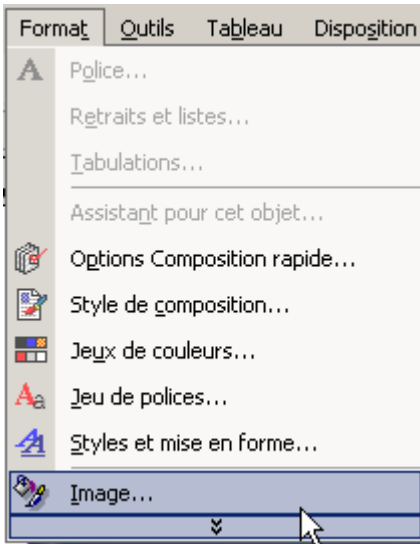 Format Outils Tableau Disposition
Police...
Retraits et listes...
Tabulations...
Assistant pour cet objet...
Options Composition rapide...
Style de composition...
Jeux de couleurs...
Jeu de polices...
Styles et mise en forme...
Image...